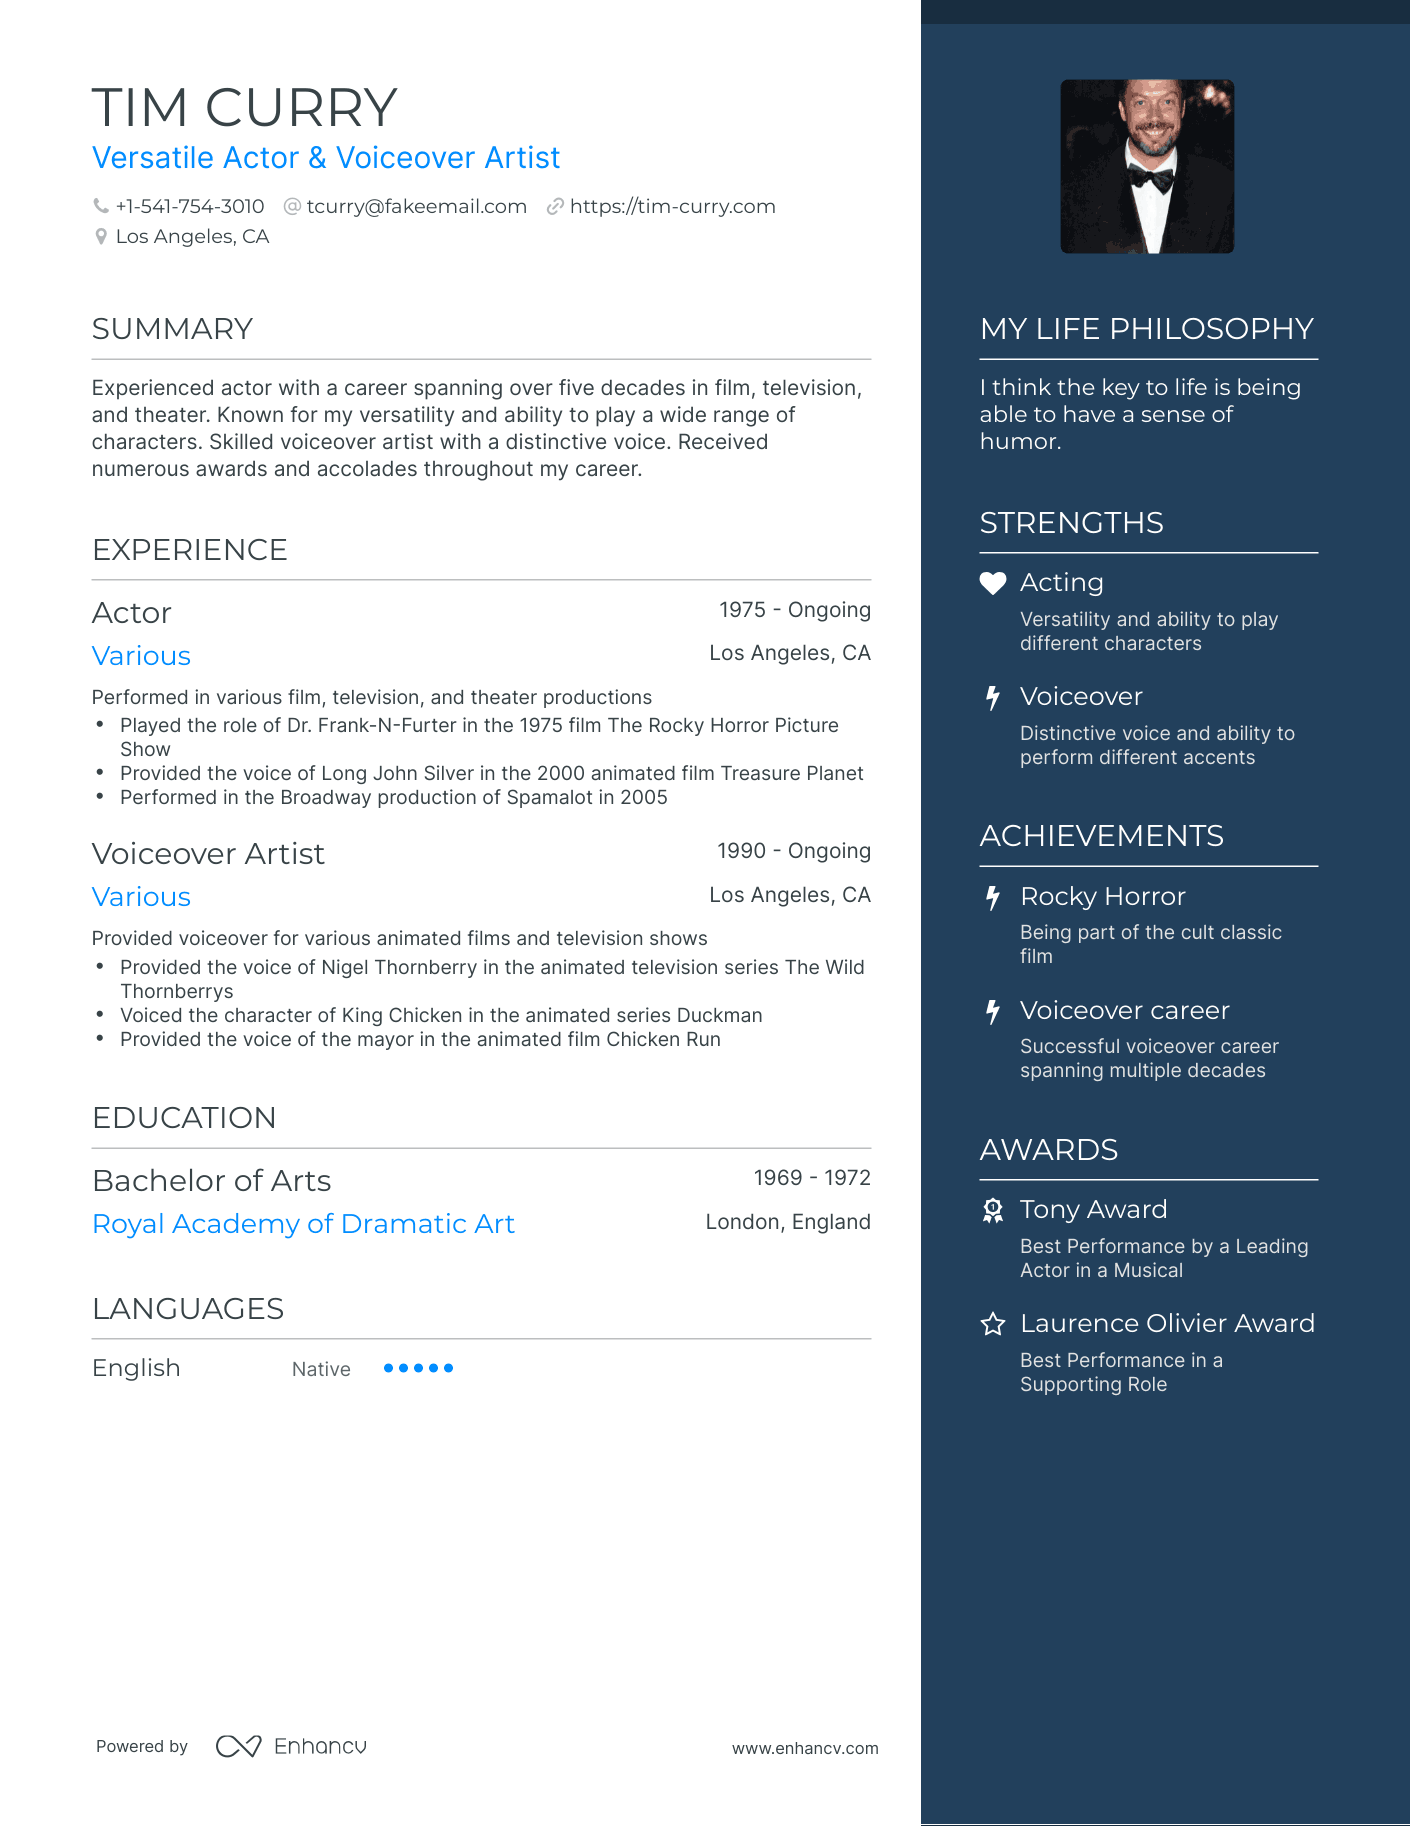 TIM CURRY
Versatile Actor & Voiceover Artist
+1-541-754-3010 @ tcurry@fakeemail.com https://tim-curry.com
Los Angeles, CA
SUMMARY
Experienced actor with a career spanning over five decades in film, television,
and theater. Known for my versatility and ability to play a wide range of
characters. Skilled voiceover artist with a distinctive voice. Received
numerous awards and accolades throughout my career.
EXPERIENCE
Actor 1975 - Ongoing
Various Los Angeles, CA
Performed in various film, television, and theater productions
• Played the role of Dr. Frank-N-Furter in the 1975 film The Rocky Horror Picture
Show
• Provided the voice of Long John Silver in the 2000 animated film Treasure Planet
• Performed in the Broadway production of Spamalot in 2005
Voiceover Artist 1990 - Ongoing
Various Los Angeles, CA
Provided voiceover for various animated films and television shows
• Provided the voice of Nigel Thornberry in the animated television series The Wild
Thornberrys
• Voiced the character of King Chicken in the animated series Duckman
• Provided the voice of the mayor in the animated film Chicken Run
EDUCATION
Bachelor of Arts 1969 - 1972
Royal Academy of Dramatic Art London, England
LANGUAGES
English Native
Powered by Enhancv www.enhancv.com
MY LIFE PHILOSOPHY
I think the key to life is being
able to have a sense of
humor.
STRENGTHS
Acting
Versatility and ability to play
different characters
Voiceover
Distinctive voice and ability to
perform different accents
ACHIEVEMENTS
Rocky Horror
Being part of the cult classic
film
Voiceover career
Successful voiceover career
spanning multiple decades
AWARDS
Tony Award
Best Performance by a Leading
Actor in a Musical
Laurence Olivier Award
Best Performance in a
Supporting Role